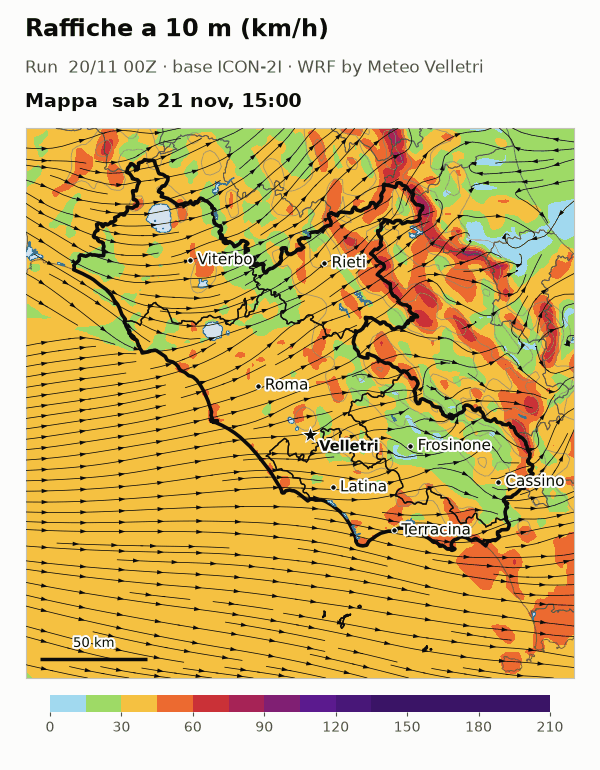 Raffiche a 10 m (km/h)
Run  20/11 00Z · base ICON-2I · WRF by Meteo Velletri
Mappa  sab 21 nov, 15:00
Viterbo
Rieti
Roma
Velletri
Frosinone
Latina
Cassino
Terracina
50 km
0 30 60 90 120 150 180 210